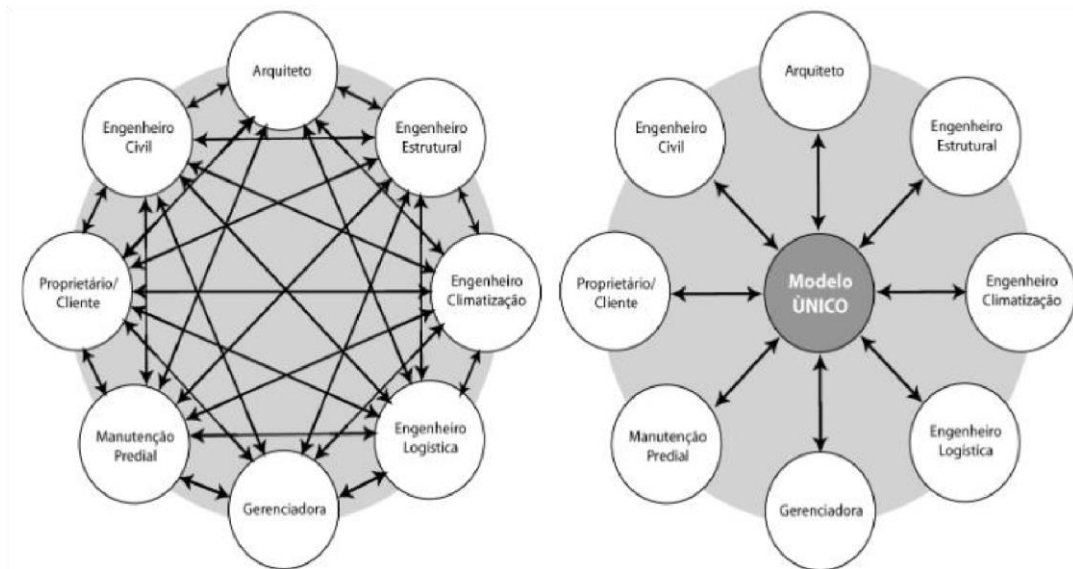 Arquiteto
Engenheiro
Civil
Engenheiro
Estrutural
Proprietário/
Cliente
Engenheiro
Climatização
Manutenção
Predial
Engenheiro
Logística
Gerenciadora
Arquiteto
Engenheiro
Civil
Engenheiro
Estrutural
Proprietário/
Cliente
Modelo
ÙNICO
Engenheiro
Climatização
Manutenção
Predial
Engenheiro
Logística
Gerenciadora